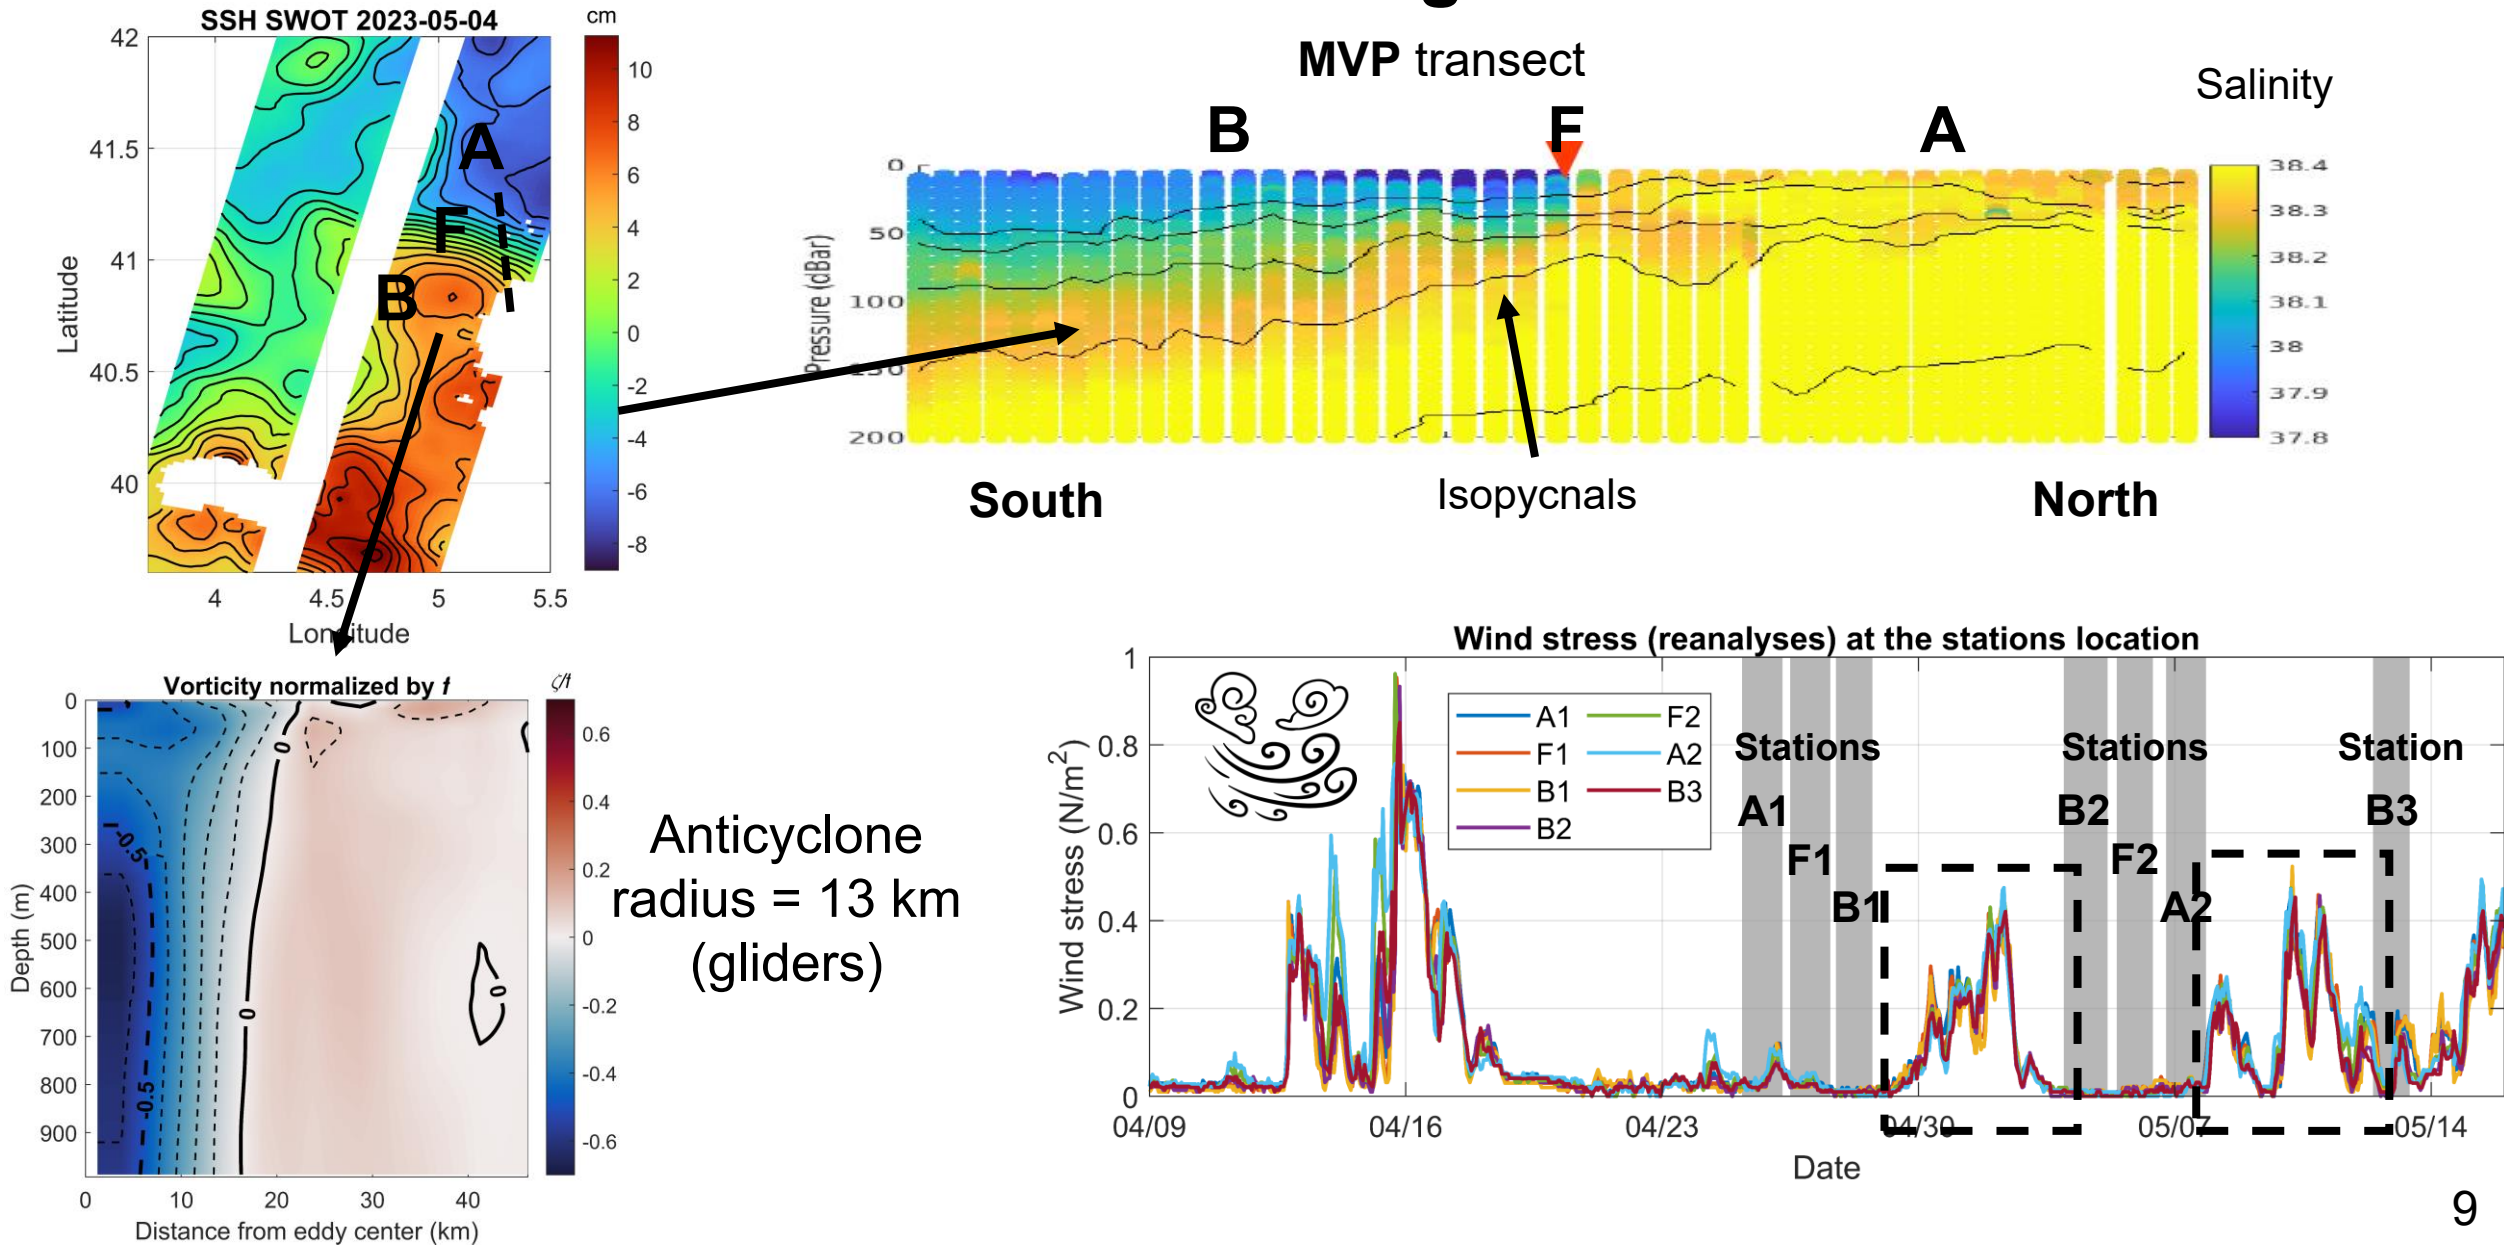 SSH SWOT 2023-05-04
cm
42
41.5
41
40.5
40
Latitude
4
4.5
5
5.5
Longitude
A
F
B
10
8
6
4
2
0
-2
-4
-6
-8
MVP transect
B
F
A
Salinity
0
50
100
150
200
Pressure (dBar)
38.4
38.3
38.2
38.1
38
37.9
37.8
South
Isopycnals
North
Vorticity normalized by f
ζ/f
0
100
200
300
400
500
600
700
800
900
Depth (m)
0
-0.5
0
0
-0.5
0
10
20
30
40
Distance from eddy center (km)
0.6
0.4
0.2
0
-0.2
-0.4
-0.6
Anticyclone
radius = 13 km
(gliders)
Wind stress (reanalyses) at the stations location
1
0.8
0.6
0.4
0.2
0
Wind stress (N/m2)
A1
F1
B1
B2
F2
A2
B3
Stations
A1
F1
B1
Stations
B2
F2
A2
Station
B3
04/09
04/16
04/23
04/30
05/07
05/14
Date
9